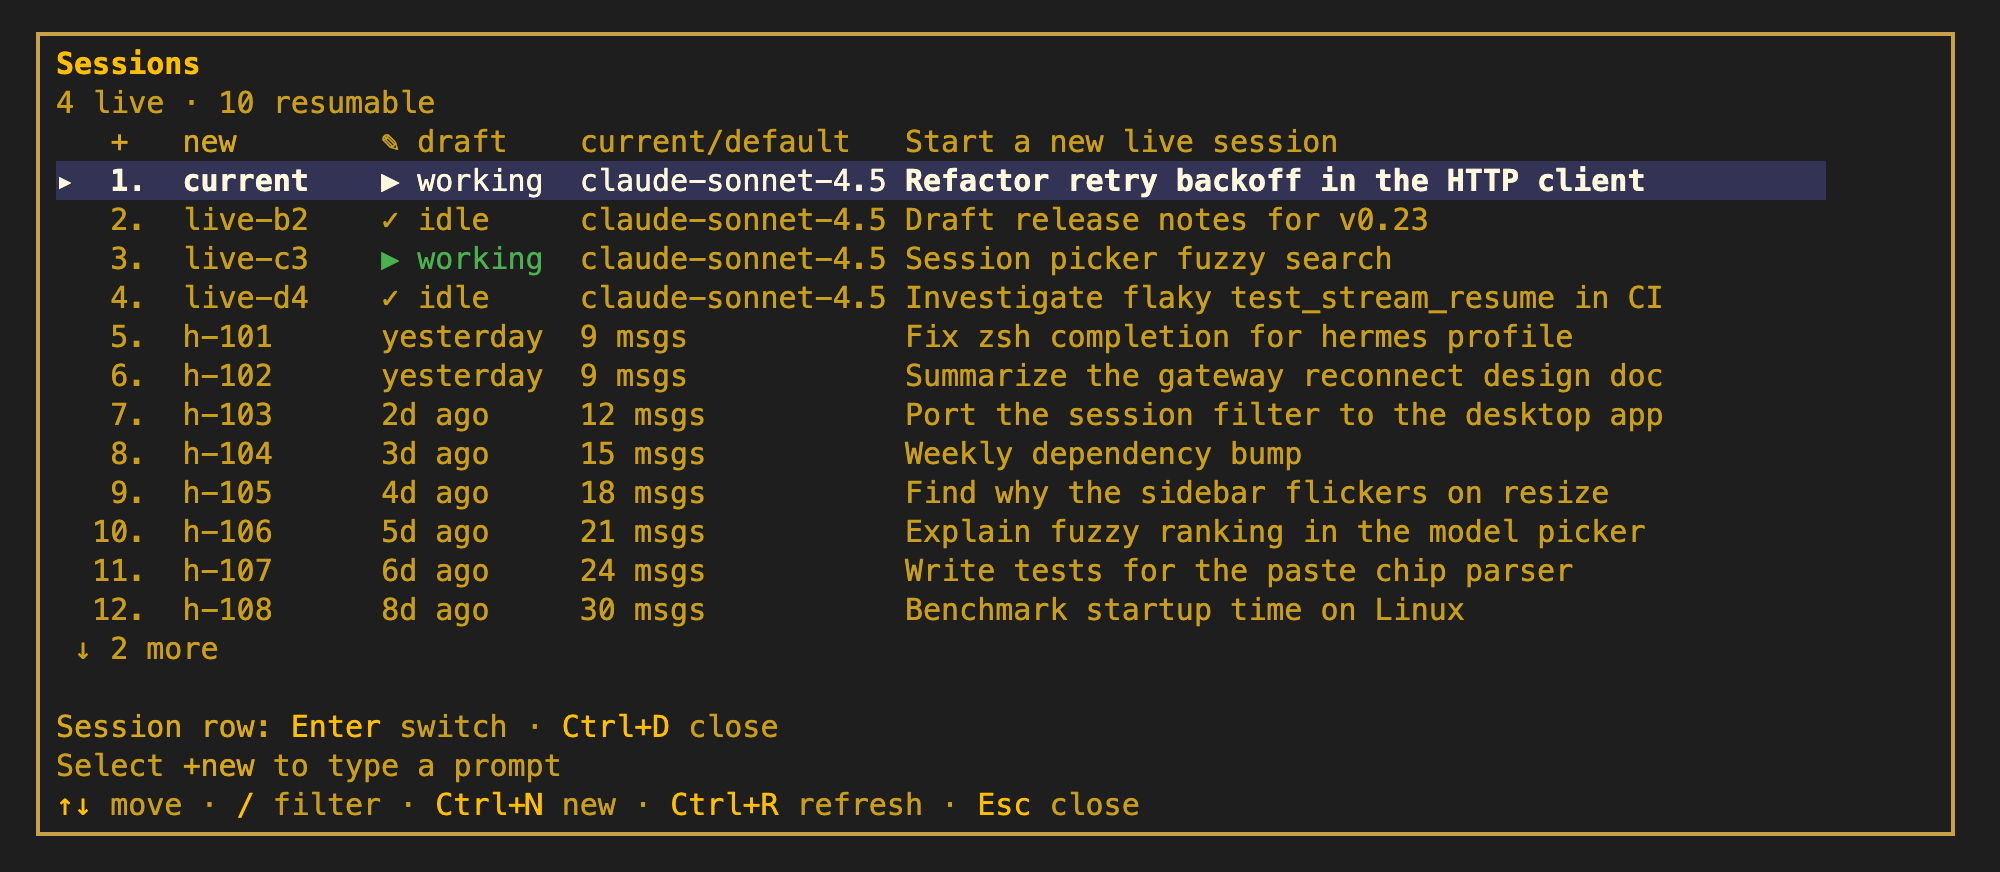 Sessions
4 live · 10 resumable
+ new ✎ draft current/default Start a new live session
▸ 1. current ▶ working claude-sonnet-4.5 Refactor retry backoff in the HTTP client
2. live-b2 ✓ idle claude-sonnet-4.5 Draft release notes for v0.23
3. live-c3 ▶ working claude-sonnet-4.5 Session picker fuzzy search
4. live-d4 ✓ idle claude-sonnet-4.5 Investigate flaky test_stream_resume in CI
5. h-101 yesterday 9 msgs Fix zsh completion for hermes profile
6. h-102 yesterday 9 msgs Summarize the gateway reconnect design doc
7. h-103 2d ago 12 msgs Port the session filter to the desktop app
8. h-104 3d ago 15 msgs Weekly dependency bump
9. h-105 4d ago 18 msgs Find why the sidebar flickers on resize
10. h-106 5d ago 21 msgs Explain fuzzy ranking in the model picker
11. h-107 6d ago 24 msgs Write tests for the paste chip parser
12. h-108 8d ago 30 msgs Benchmark startup time on Linux
↓ 2 more
Session row: Enter switch · Ctrl+D close
Select +new to type a prompt
↑↓ move · / filter · Ctrl+N new · Ctrl+R refresh · Esc close